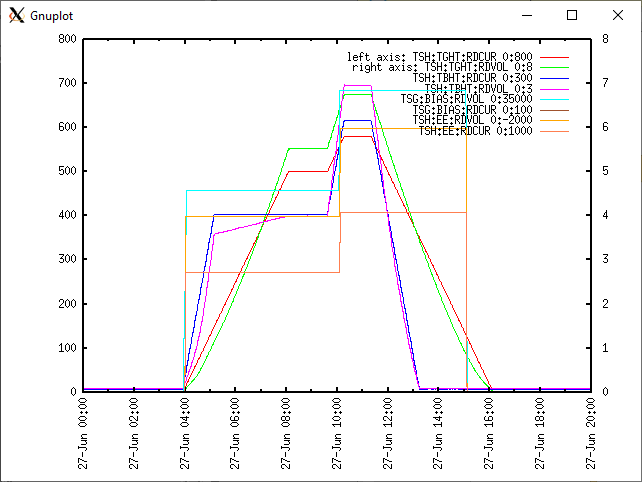 Gnuplot
800
700
600
500
400
300
200
100
0
8
7
6
5
4
3
2
1
0
left axis: TSH:TGHT:RDCUR 0:800
right axis: TSH:TGHT:RDVOL 0:8
TSH:TBHT:RDCUR 0:300
TSH:TBHT:RDVOL 0:3
TSG:BIAS:RDVOL 0:35000
TSG:BIAS:RDCUR 0:100
TSH:EE:RDVOL 0:-2000
TSH:EE:RDCUR 0:1000
27-Jun 00:00
27-Jun 02:00
27-Jun 04:00
27-Jun 06:00
27-Jun 08:00
27-Jun 10:00
27-Jun 12:00
27-Jun 14:00
27-Jun 16:00
27-Jun 18:00
27-Jun 20:00